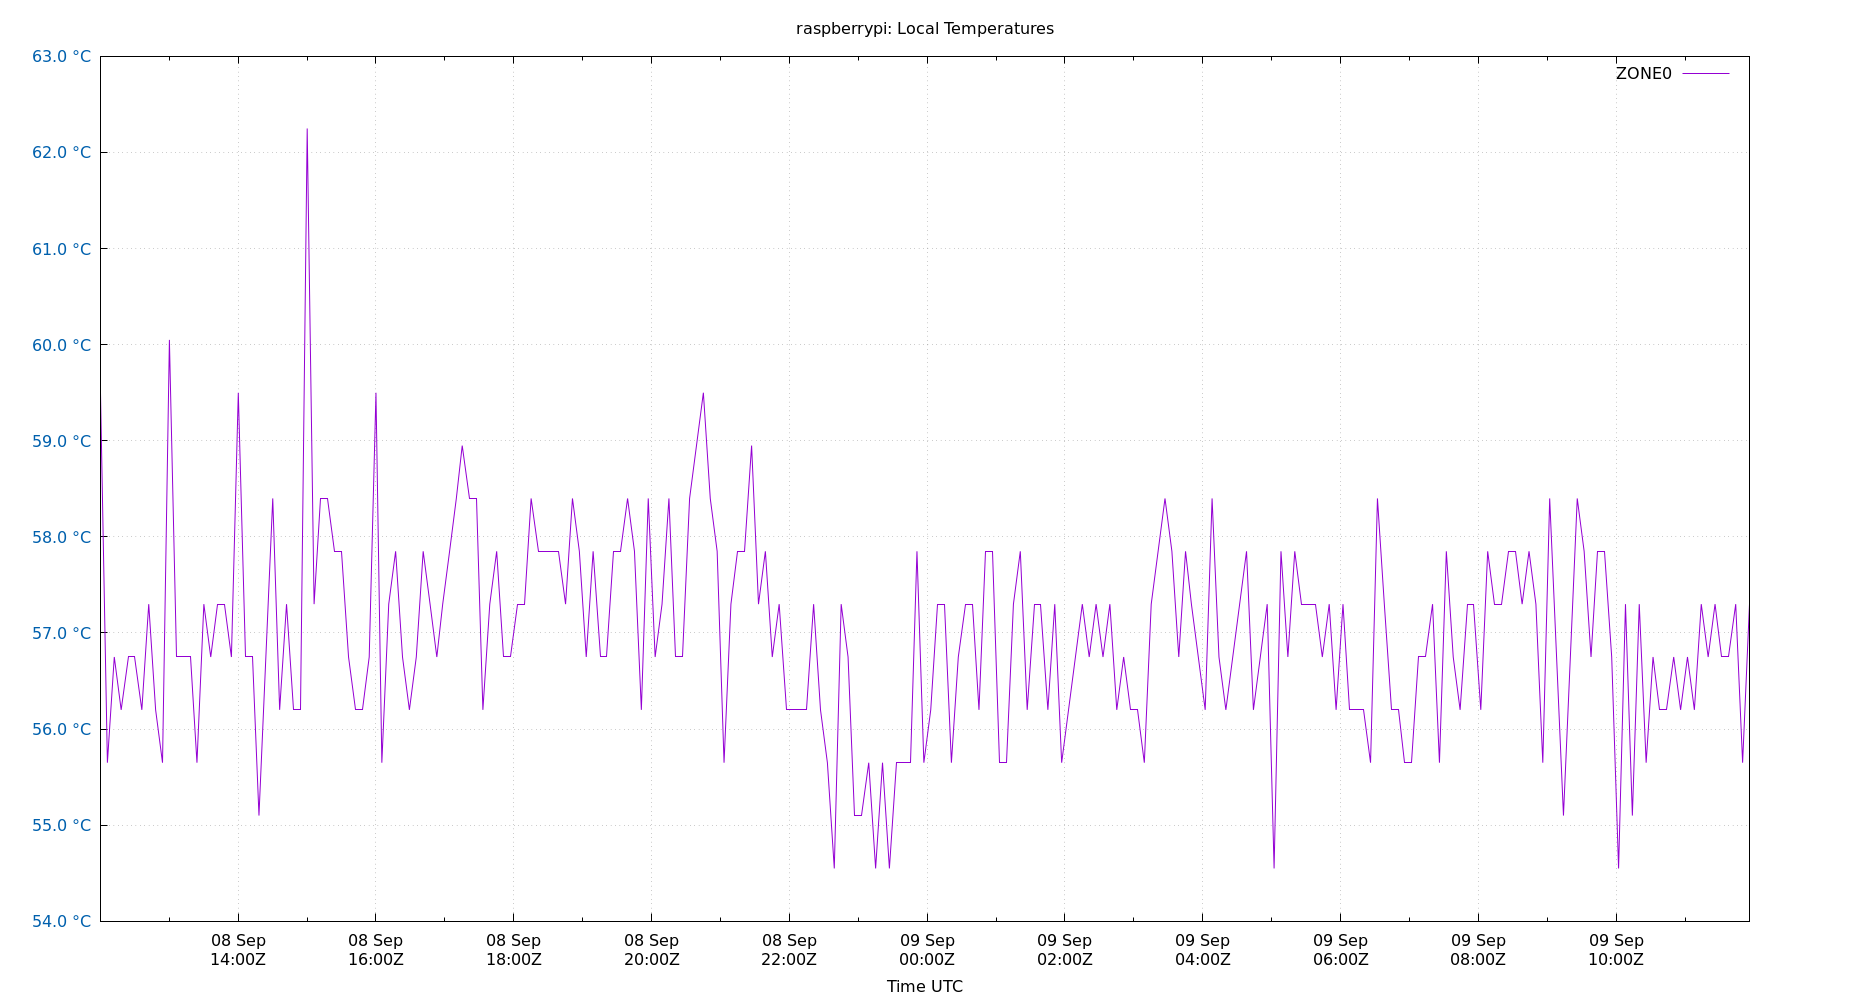 raspberrypi: Local Temperatures
63.0 °C
ZONE0
62.0 °C
61.0 °C
60.0 °C
59.0 °C
58.0 °C
57.0 °C
56.0 °C
55.0 °C
54.0 °C
08 Sep 08 Sep 08 Sep 08 Sep 08 Sep 09 Sep 09 Sep 09 Sep 09 Sep 09 Sep 09 Sep
14:00Z 16:00Z 18:00Z 20:00Z 22:00Z 00:00Z 02:00Z 04:00Z 06:00Z 08:00Z 10:00Z
Time UTC